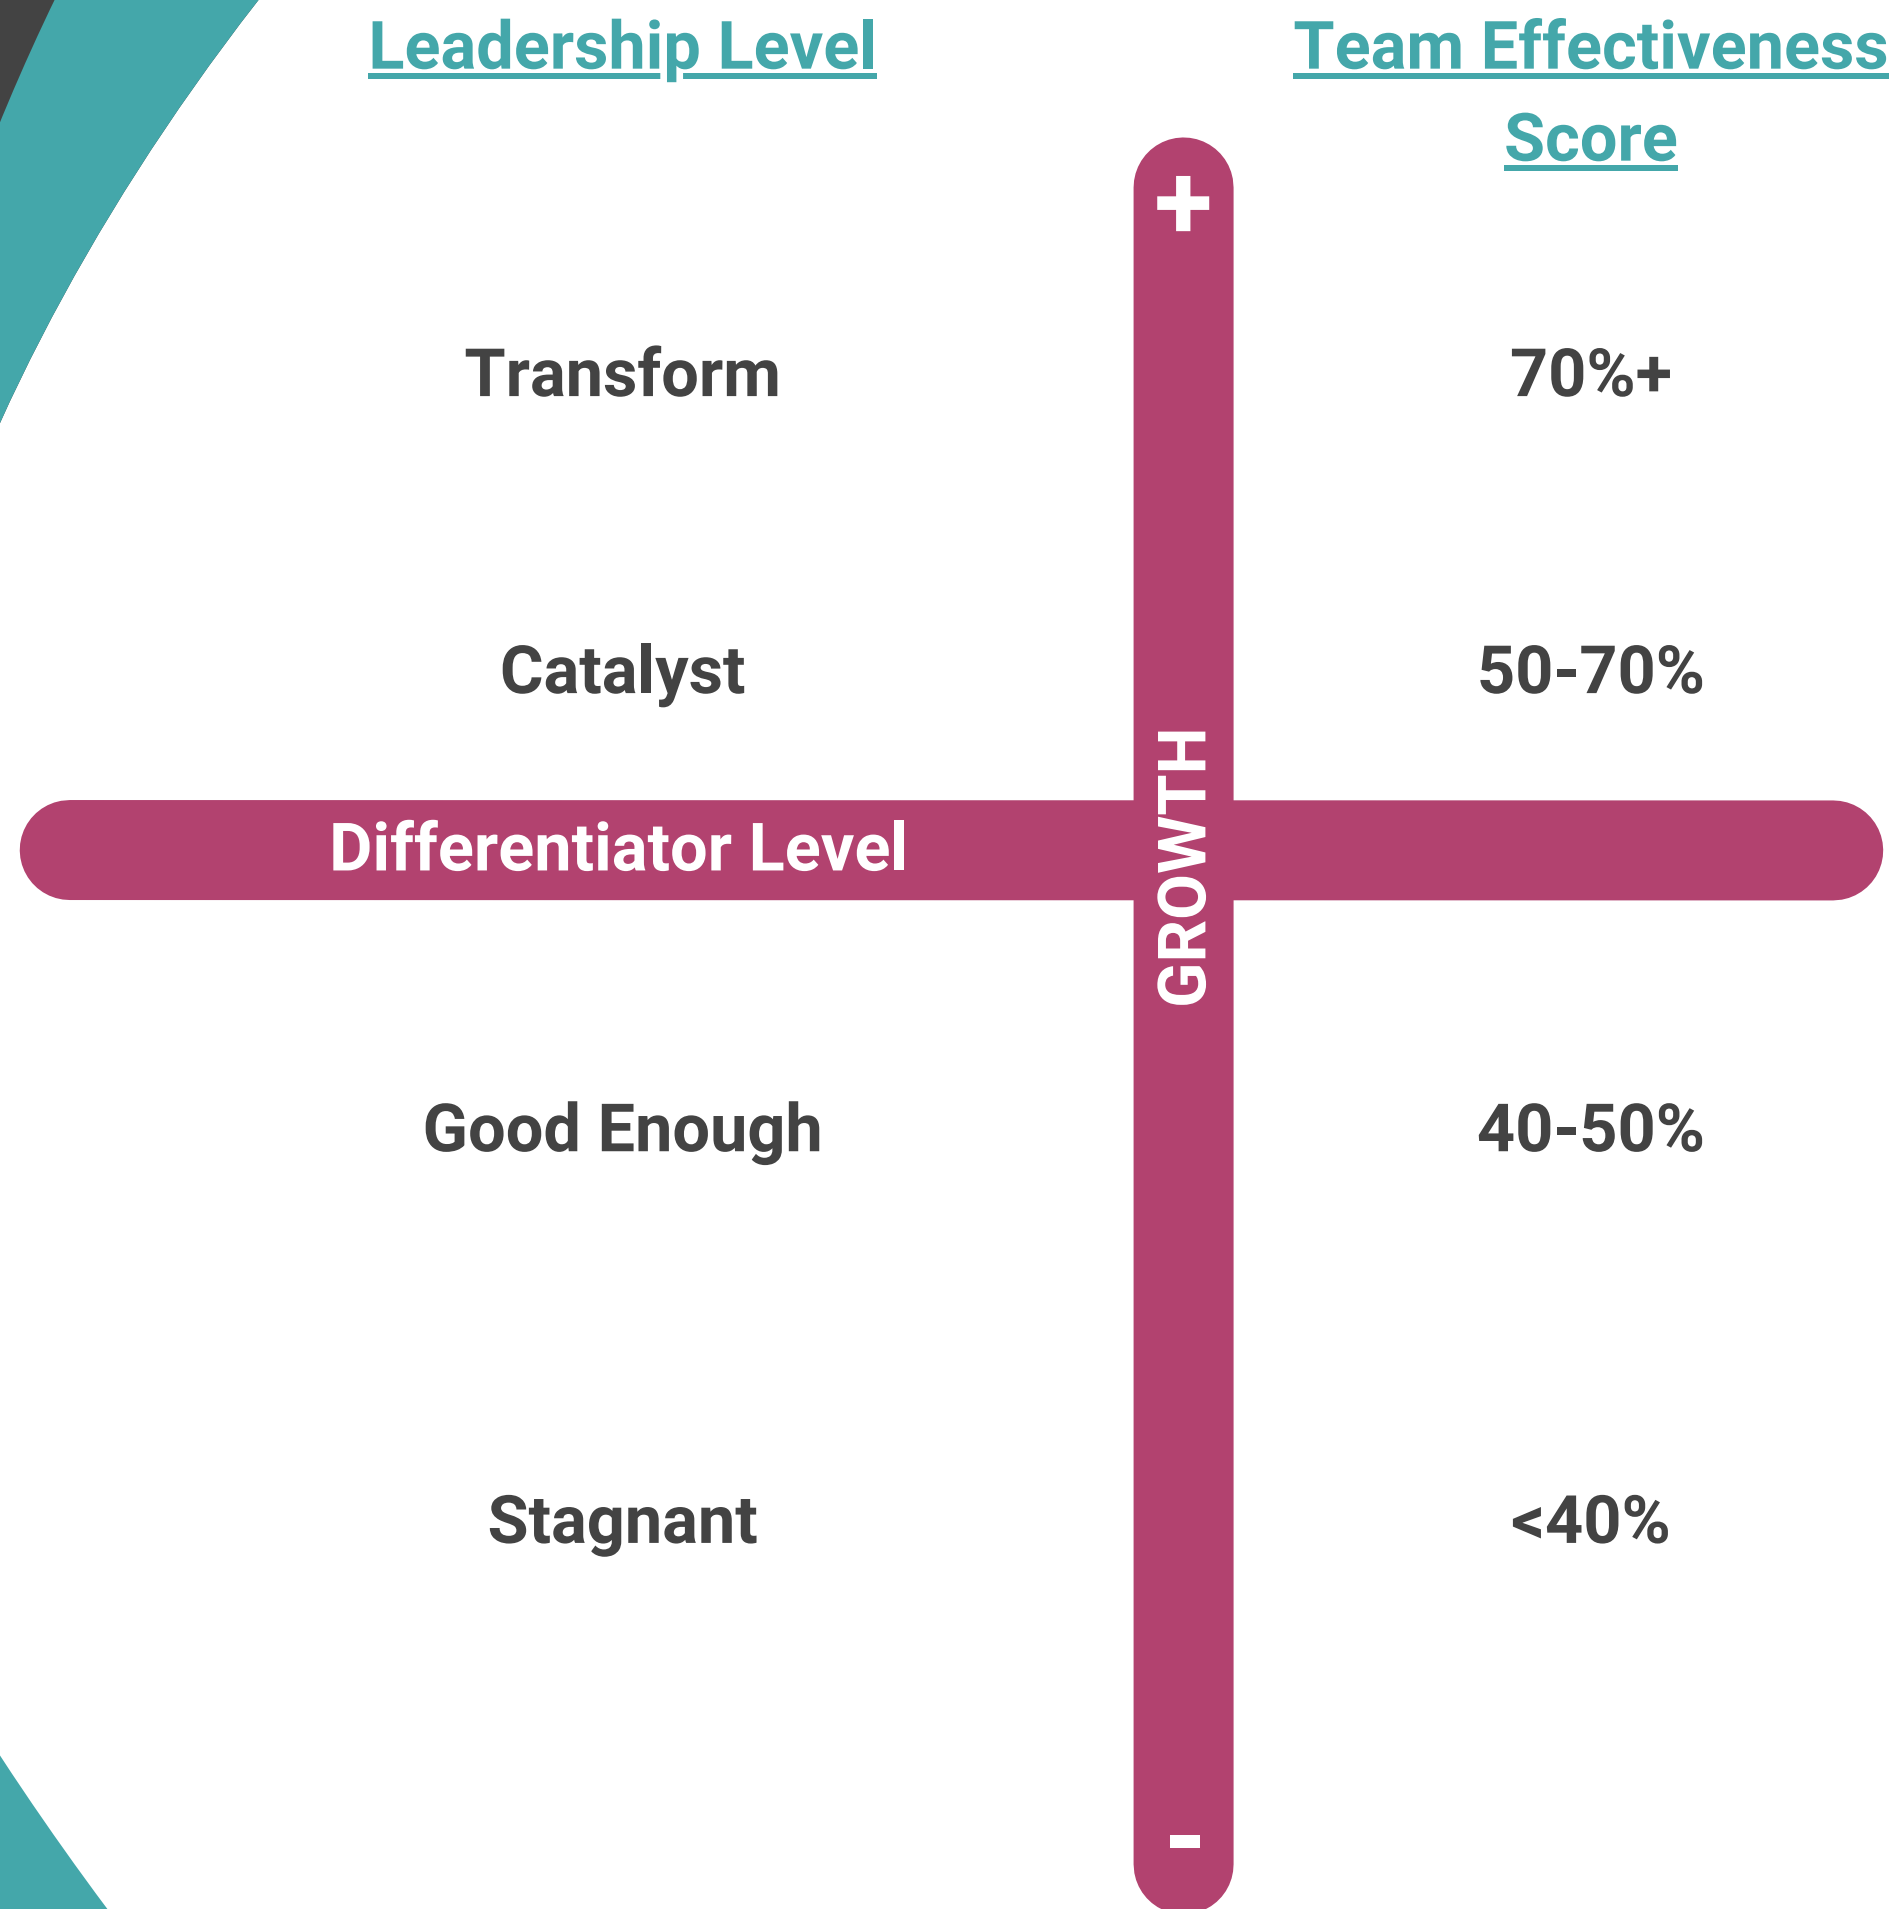 Leadership Level
Team Effectiveness
Score
+
Transform
70%+
Catalyst
50-70%
Differentiator Level
GROWTH
Good Enough
40-50%
Stagnant
<40%
-